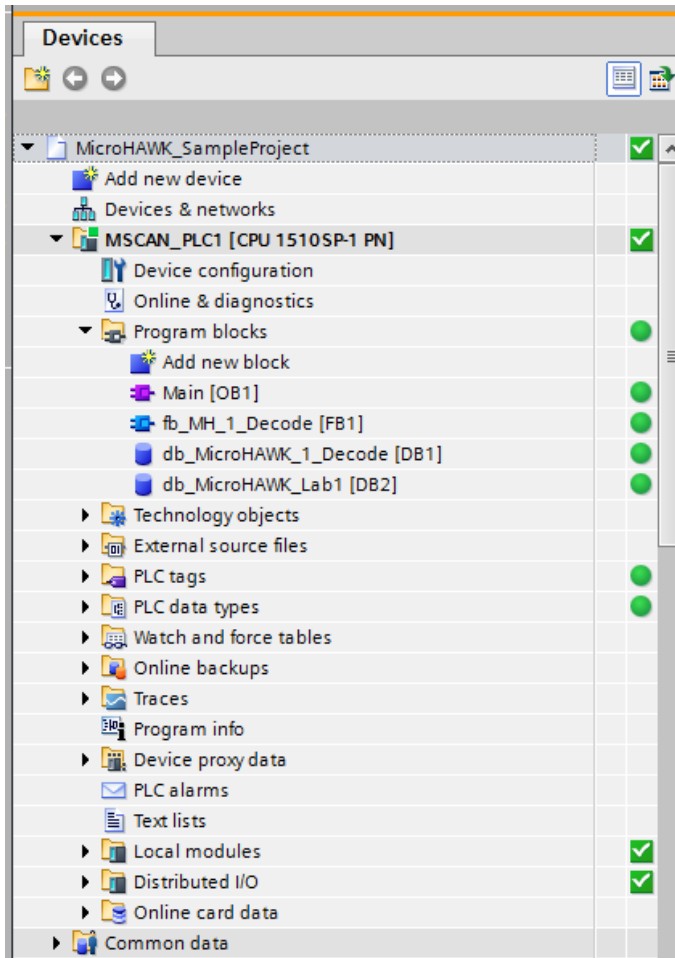 Devices
MicroHAWK_SampleProject
Add new device
Devices & networks
MSCAN_PLC1 [CPU 1510SP-1 PN]
Device configuration
Online & diagnostics
Program blocks
Add new block
Main [OB1]
fb_MH_1_Decode [FB1]
db_MicroHAWK_1_Decode [DB1]
db_MicroHAWK_Lab1 [DB2]
Technology objects
External source files
PLC tags
PLC data types
Watch and force tables
Online backups
Traces
Program info
Device proxy data
PLC alarms
Text lists
Local modules
Distributed I/O
Online card data
Common data